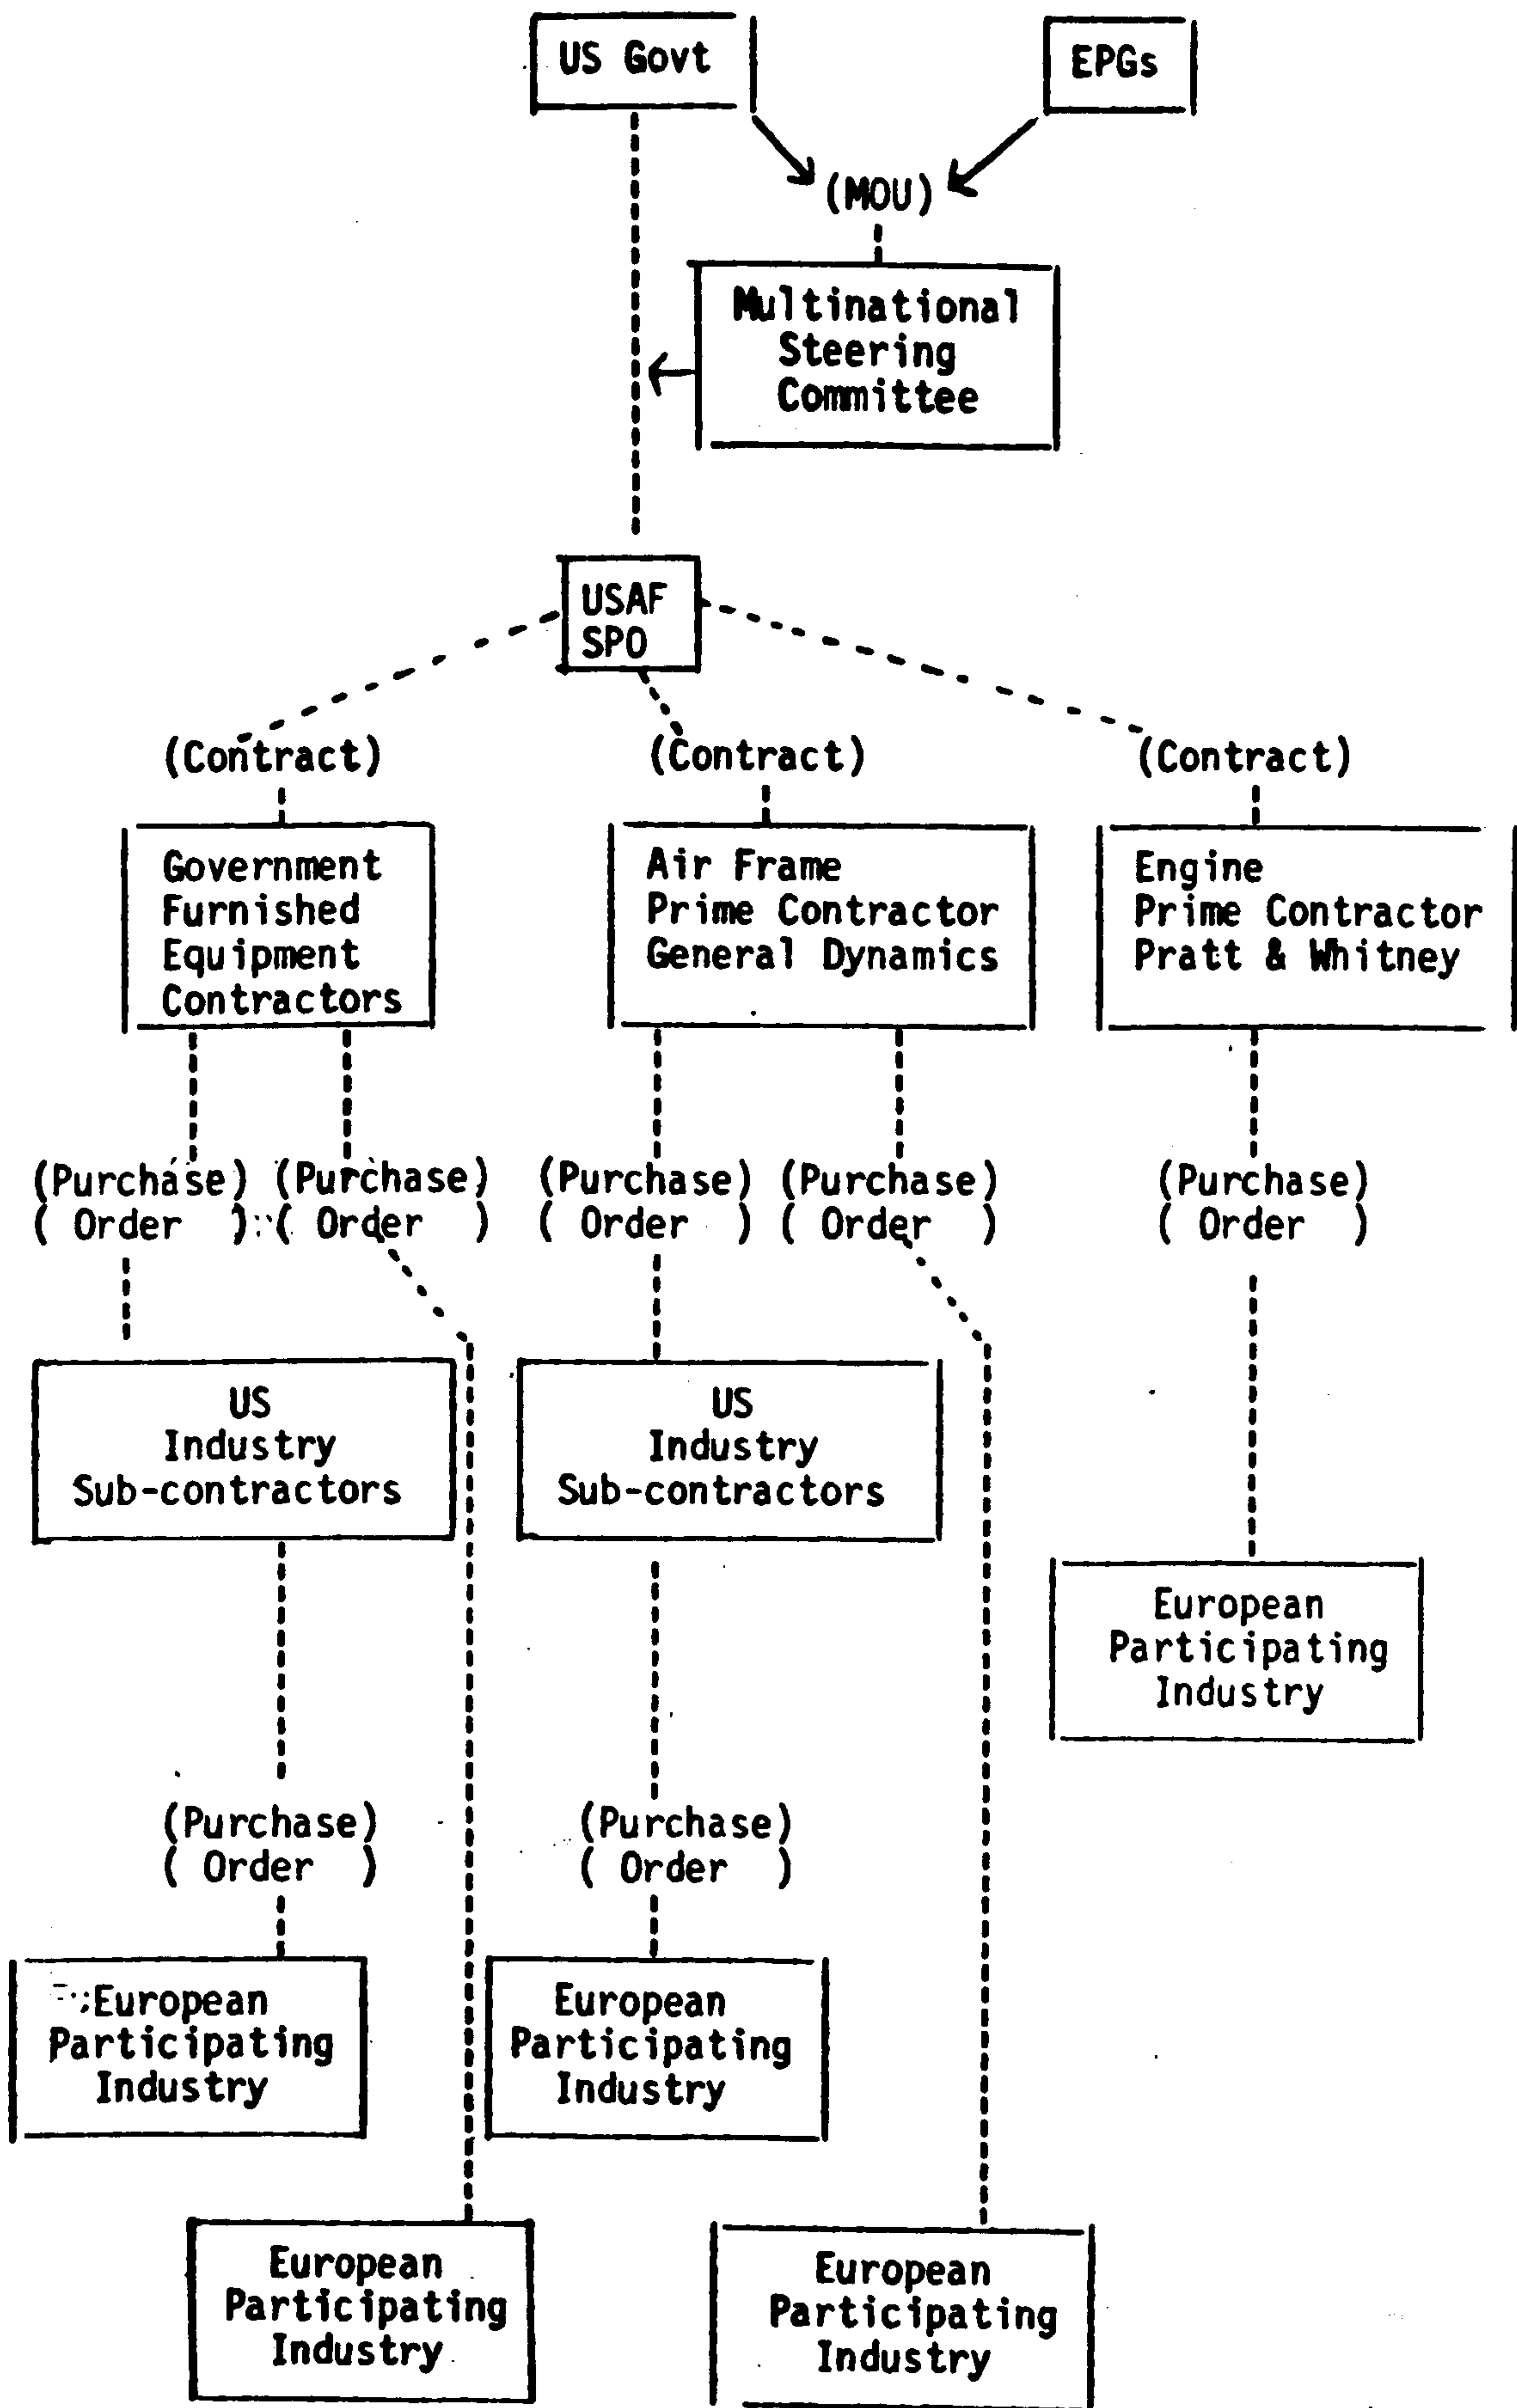 US Govt
EPGs
(MOU)
Multinational
Steering
Committee
USAF
SPO
(Contract)
(Contract)
(Contract)
Government
Furnished
Equipment
Contractors
Air Frame
Prime Contractor
General Dynamics
Engine
Prime Contractor
Pratt & Whitney
(Purchase) (Purchase) (Purchase) (Purchase) (Purchase)
( Order ) ( Order ) ( Order ) ( Order ) ( Order )
US
Industry
Sub-contractors
US
Industry
Sub-contractors
European
Participating
Industry
(Purchase)
( Order )
(Purchase)
( Order )
European
Participating
Industry
European
Participating
Industry
European
Participating
Industry
European
Participating
Industry